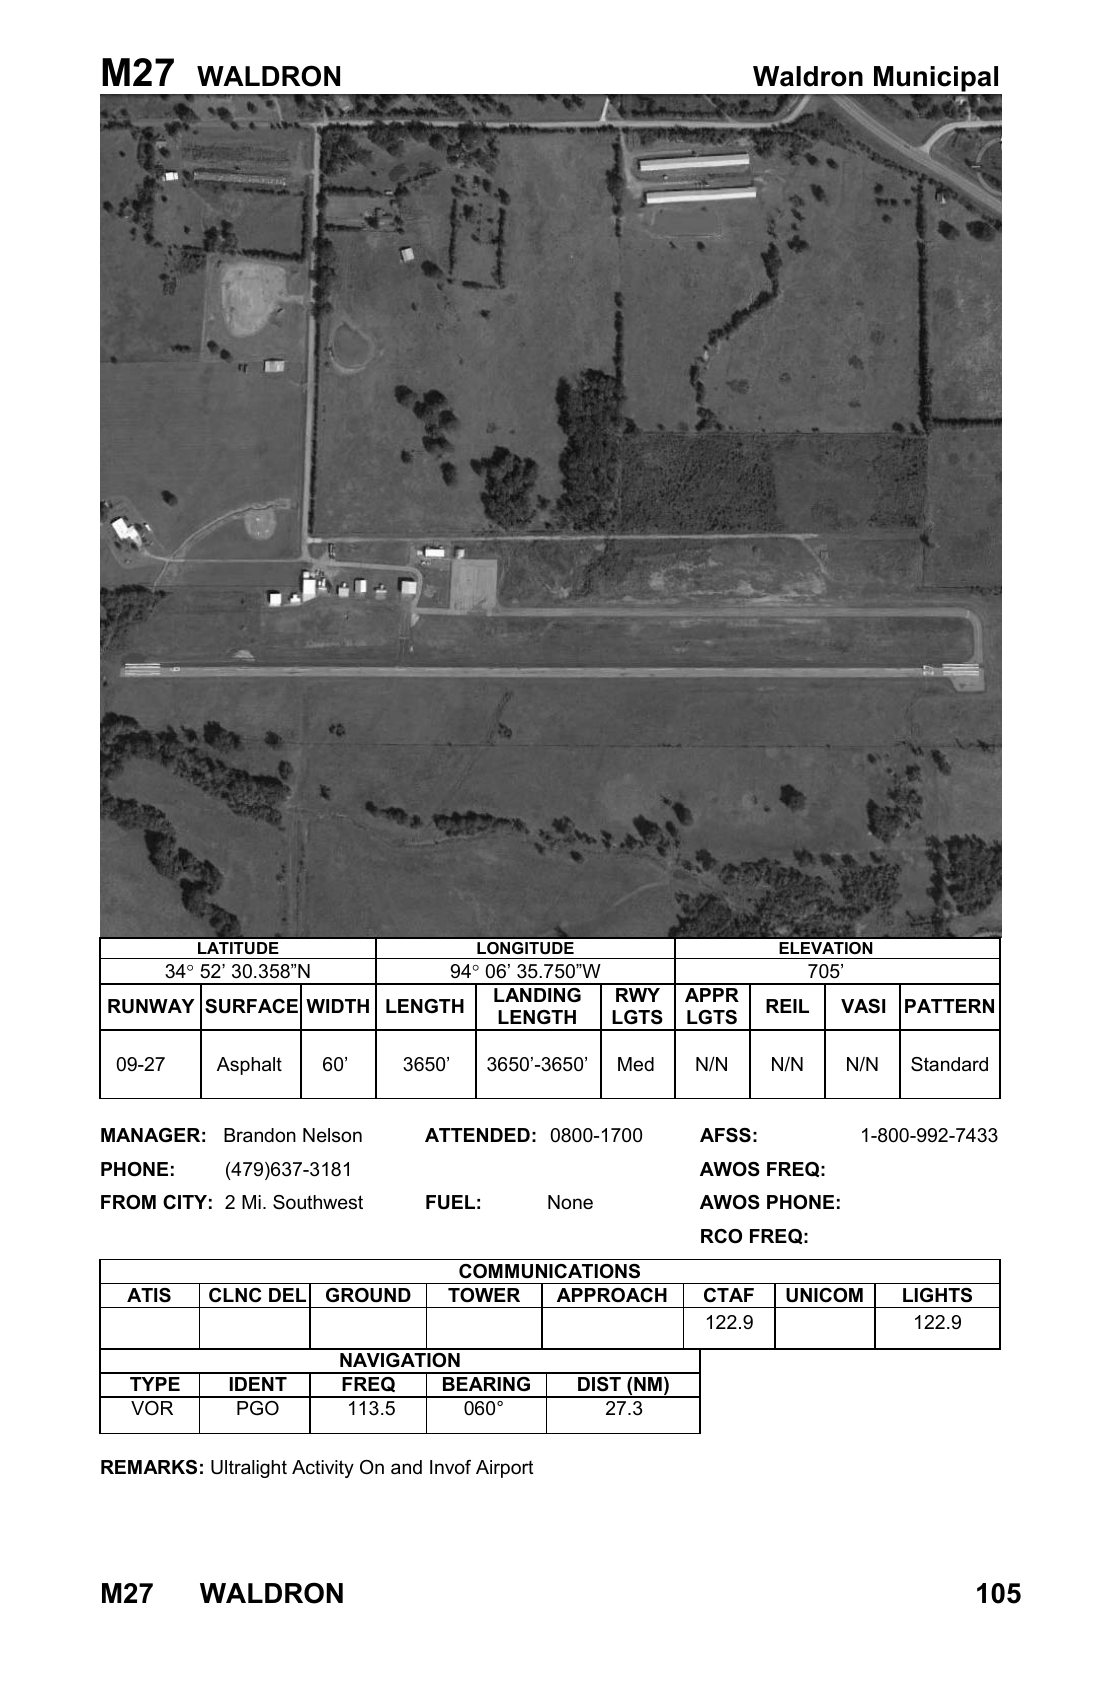 M27 WALDRON Waldron Municipal
9 27
LATITUDE LONGITUDE ELEVATION
34° 52’ 30.358”N 94° 06’ 35.750”W 705’
RUNWAY SURFACE WIDTH LENGTH LANDING LENGTH RWY LGTS APPR LGTS REIL VASI PATTERN
09-27 Asphalt 60’ 3650’ 3650’-3650’ Med N/N N/N N/N Standard
MANAGER: Brandon Nelson ATTENDED: 0800-1700 AFSS: 1-800-992-7433
PHONE: (479)637-3181 AWOS FREQ:
FROM CITY: 2 Mi. Southwest FUEL: None AWOS PHONE:
RCO FREQ:
COMMUNICATIONS
ATIS CLNC DEL GROUND TOWER APPROACH CTAF UNICOM LIGHTS
122.9 122.9
NAVIGATION
TYPE IDENT FREQ BEARING DIST (NM)
VOR PGO 113.5 060° 27.3
REMARKS: Ultralight Activity On and Invof Airport
M27 WALDRON 105